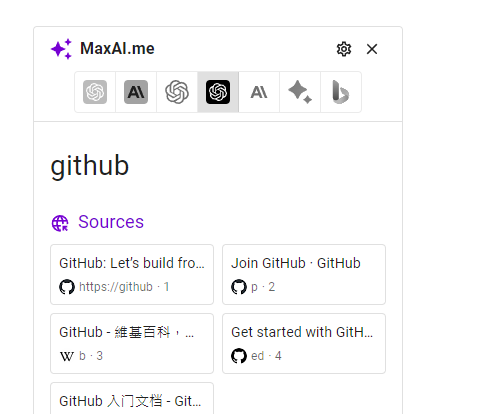 MaxAI.me
github
Sources
GitHub: Let's build fro...
https://github · 1
Join GitHub · GitHub
p · 2
GitHub - 維基百科，...
b · 3
Get started with GitH...
ed · 4
GitHub 入门文档 - Git...